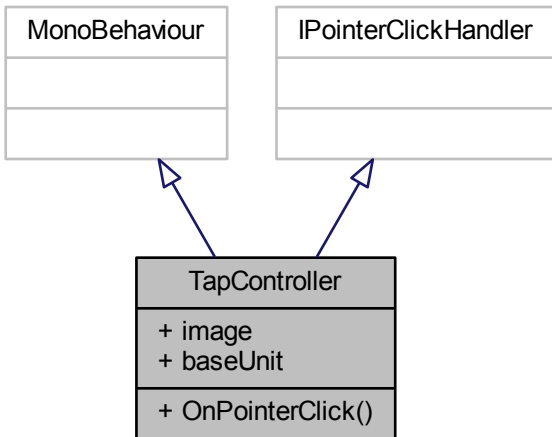 MonoBehaviour
IPointerClickHandler
TapController
+ image
+ baseUnit
+ OnPointerClick()